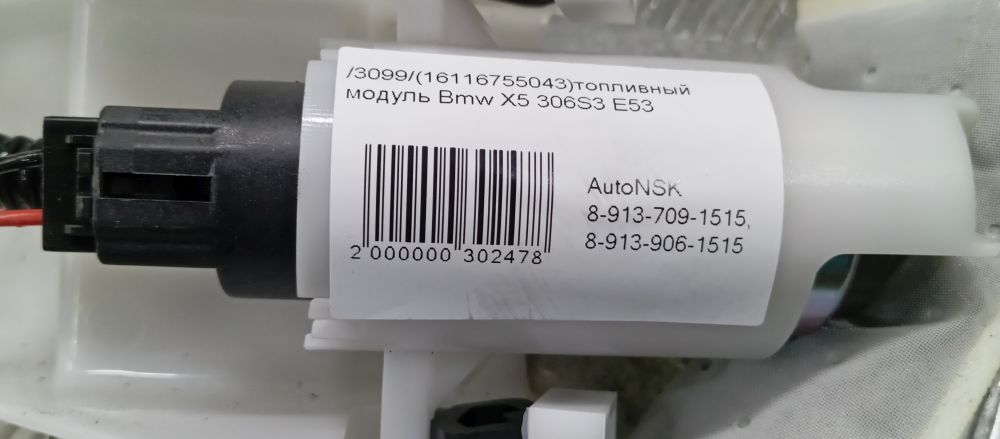 /3099/(16116755043)топливный
модуль Bmw X5 306S3 E53
AutoNSK
8-913-709-1515,
8-913-906-1515
2 000000 302478